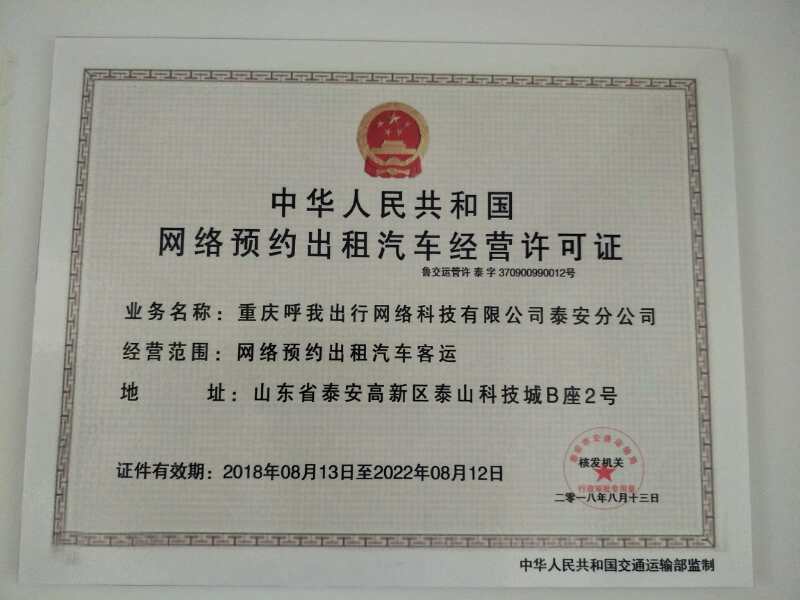 中华人民共和国
网络预约出租汽车经营许可证
鲁交运管许 泰 字 370900990012号
业务名称：重庆呼我出行网络科技有限公司泰安分公司
经营范围：网络预约出租汽车客运
地 址：山东省泰安高新区泰山科技城B座2号
核发机关
行政审批专用章
证件有效期：2018年08月13日至2022年08月12日
二零一八年八月十三日
中华人民共和国交通运输部监制